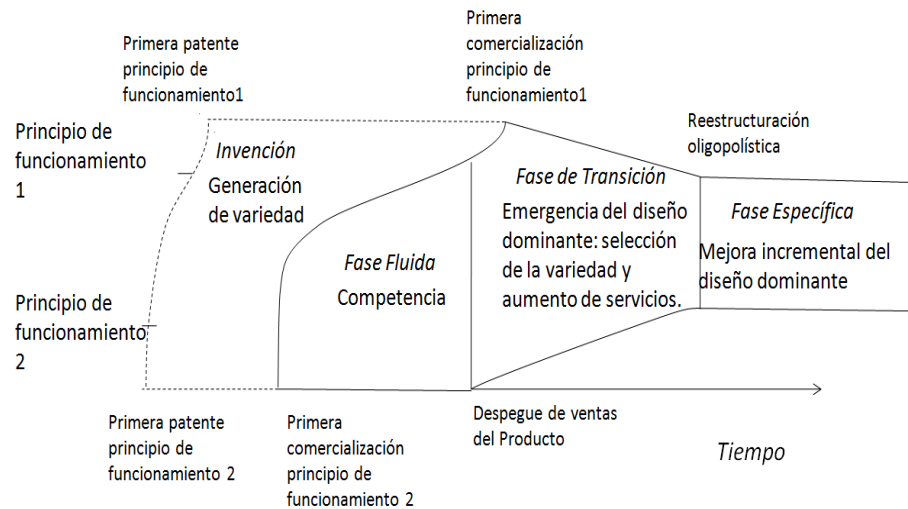 Primera patente
principio de
funcionamiento1
Primera
comercialización
principio de
funcionamiento1
Reestructuración
oligopolística
Principio de
funcionamiento
1
Invención
Generación
de variedad
Fase de Transición
Emergencia del diseño
dominante: selección
de la variedad y
aumento de servicios.
Fase Específica
Mejora incremental del
diseño dominante
Fase Fluida
Competencia
Principio de
funcionamiento
2
Primera patente
principio de
funcionamiento 2
Primera
comercialización
principio de
funcionamiento 2
Despegue de ventas
del Producto
Tiempo